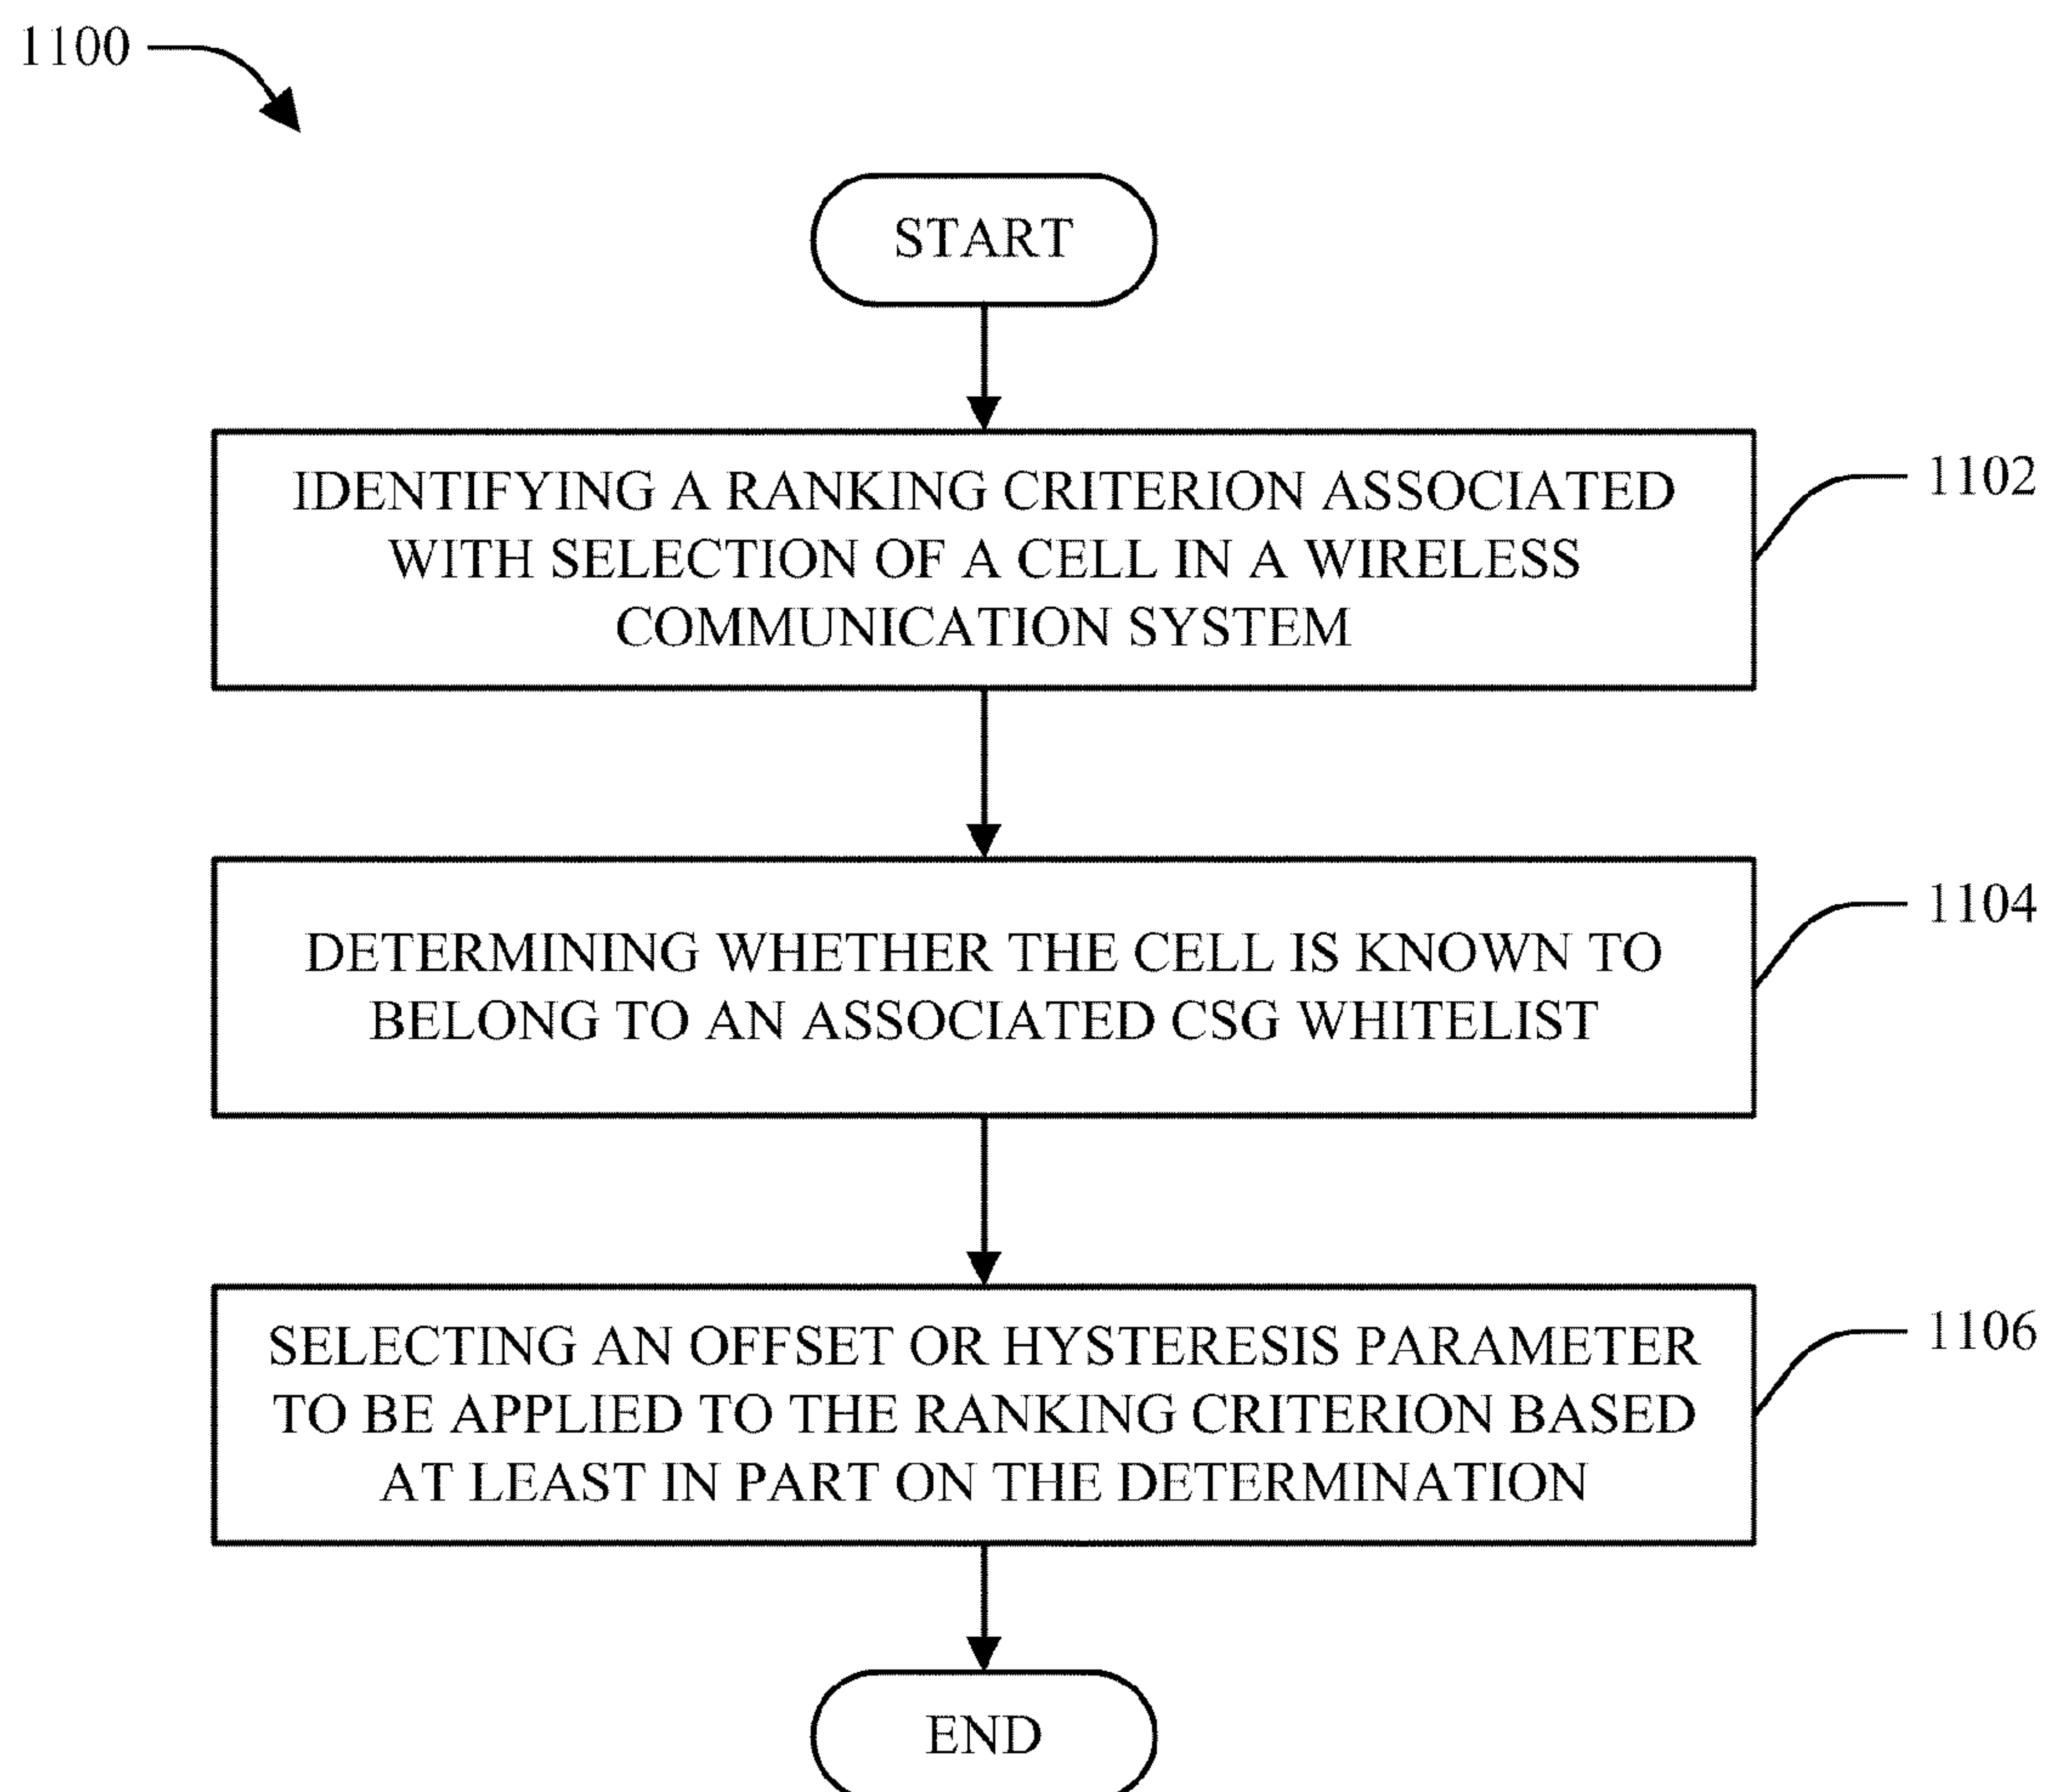 1100
START
IDENTIFYING A RANKING CRITERION ASSOCIATED
WITH SELECTION OF A CELL IN A WIRELESS
COMMUNICATION SYSTEM
1102
DETERMINING WHETHER THE CELL IS KNOWN TO
BELONG TO AN ASSOCIATED CSG WHITELIST
1104
SELECTING AN OFFSET OR HYSTERESIS PARAMETER
TO BE APPLIED TO THE RANKING CRITERION BASED
AT LEAST IN PART ON THE DETERMINATION
1106
END